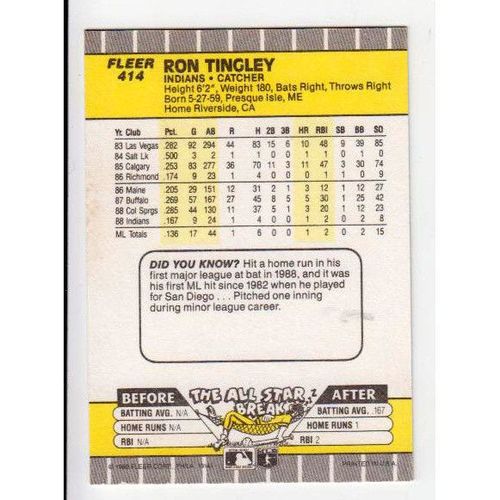 FLEER
414
RON TINGLEY
INDIANS • CATCHER
Height 6'2", Weight 180, Bats Right, Throws Right
Born 5-27-59, Presque Isle, ME
Home Riverside, CA
Yr. Club Pct. G AB R H 2B 3B HR RBI SB BB SO
83 Las Vegas .282 92 294 44 83 15 6 10 48 9 39 85
84 Salt Lk .500 3 2 1 1 0 0 0 0 0 1 0
85 Calgary .253 83 277 36 70 11 3 11 47 3 34 74
86 Richmond .174 9 23 1 4 0 0 0 1 0 0 9
86 Maine .205 29 151 12 31 2 1 3 12 3 12 27
87 Buffalo .269 57 167 27 45 8 5 5 30 1 25 42
88 Col Sprgs .285 44 130 11 37 5 1 3 20 1 12 23
88 Indians .167 9 24 1 4 0 0 1 2 0 2 8
ML Totals .136 17 44 1 6 0 0 1 2 0 2 15
DID YOU KNOW? Hit a home run in his
first major league at bat in 1988, and it was
his first ML hit since 1982 when he played
for San Diego . . . Pitched one inning
during minor league career.
BEFORE THE ALL STAR BREAK AFTER
BATTING AVG. N/A BATTING AVG. .167
HOME RUNS N/A HOME RUNS 1
RBI N/A RBI 2
PRINTED IN U.S.A.